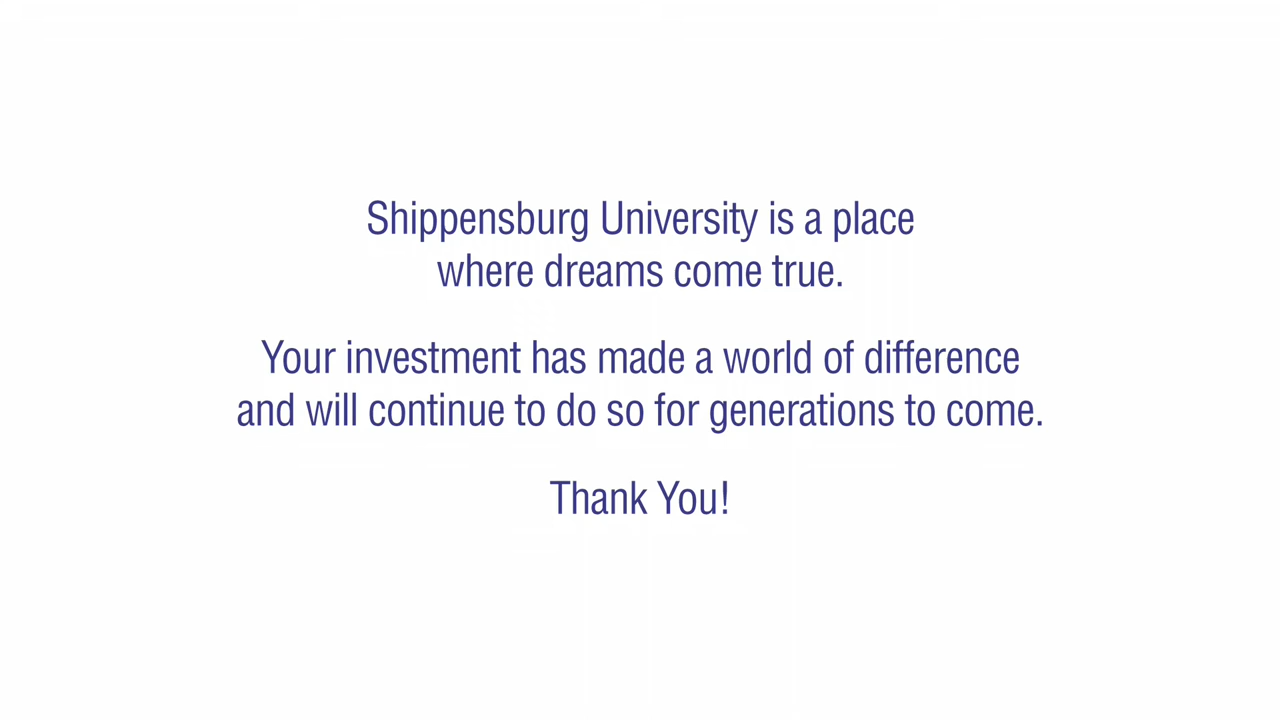 Shippensburg University is a place
where dreams come true.
Your investment has made a world of difference
and will continue to do so for generations to come.
Thank You!